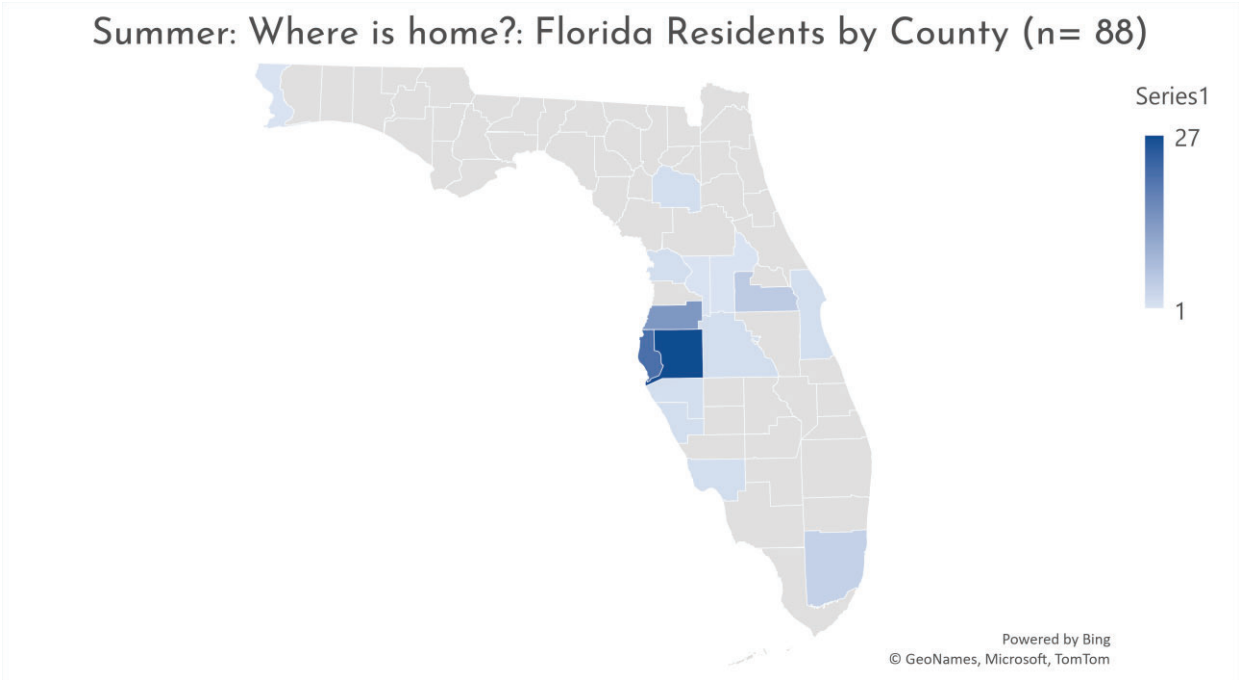 Summer: Where is home?: Florida Residents by County (n= 88)
Series1
27
1
Powered by Bing
© GeoNames, Microsoft, TomTom